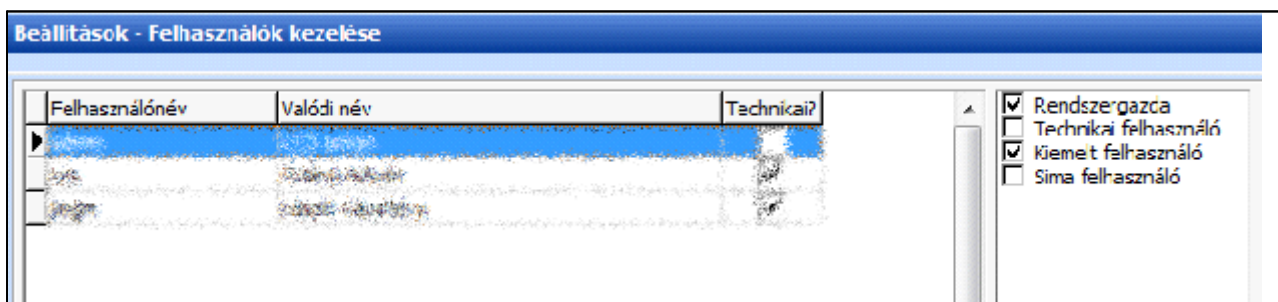 Beállítások - Felhasználók kezelése
Felhasználónév Valódi név Technikai?
Rendszergazda
Technikai felhasználó
Kiemelt felhasználó
Sima felhasználó